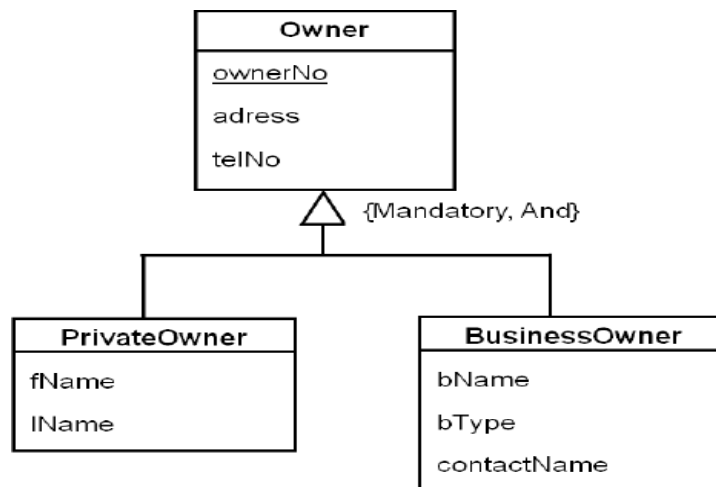 Owner
ownerNo
adress
telNo
{Mandatory, And}
PrivateOwner
fName
lName
BusinessOwner
bName
bType
contactName